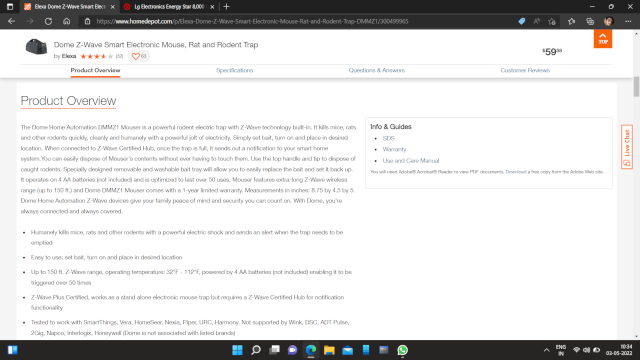 Elexa Dome Z-Wave Smart Elect
Lg Electronics Energy Star 8,000
https://www.homedepot.com/p/Elexa-Dome-Z-Wave-Smart-Electronic-Mouse-Rat-and-Rodent-Trap-DMMZ1/300499965
Dome Z-Wave Smart Electronic Mouse, Rat and Rodent Trap
by Elexa
$59
TOP
Product Overview
Specifications
Questions & Answers
Customer Reviews
Product Overview
The Dome Home Automation DMMZ1 Mouser is a powerful rodent electric trap with Z-Wave technology built-in. It kills mice, rats
and other rodents quickly, cleanly and humanely with a powerful jolt of electricity. Simply set bait, turn on and place in desired
location. When connected to Z-Wave Certified Hub, once the trap is full, it sends out a notification to your smart home
system.You can easily dispose of Mouser's contents without ever having to touch them. Use the top handle and tip to dispose of
caught rodents. Specially designed removable and washable bait tray will allow you to easily replace the bait and set it back up.
It operates on 4 AA batteries (not included) and is optimized to last over 50 uses. Mouser features extra-long Z-Wave wireless
range (up to 150 ft.) and Dome DMMZ1 Mouser comes with a 1-year limited warranty. Measurements in inches: 8.75 by 4.5 by 5.
Dome Home Automation Z-Wave devices give your family peace of mind and security you can count on. With Dome, you're
always connected and always covered.
• Humanely kills mice, rats and other rodents with a powerful electric shock and sends an alert when the trap needs to be
emptied
• Easy to use: set bait, turn on and place in desired location
• Up to 150 ft. Z-Wave range, operating temperature: 32°F - 112°F, powered by 4 AA batteries (not included) enabling it to be
triggered over 50 times
• Z-Wave Plus Certified, works as a stand alone electronic mouse trap but requires a Z-Wave Certified Hub for notification
functionality
• Tested to work with SmartThings, Vera, HomeSeer, Nexia, Piper, URC, Harmony. Not supported by Wink, DSC, ADT Pulse,
2Gig, Napco, Interlogix, Honeywell (Dome is not associated with listed brands)
Info & Guides
• SDS
• Warranty
• Use and Care Manual
You will need Adobe® Acrobat® Reader to view PDF documents. Download a free copy from the Adobe Web site.
Live Chat
ENG
IN
10:34
03-05-2022